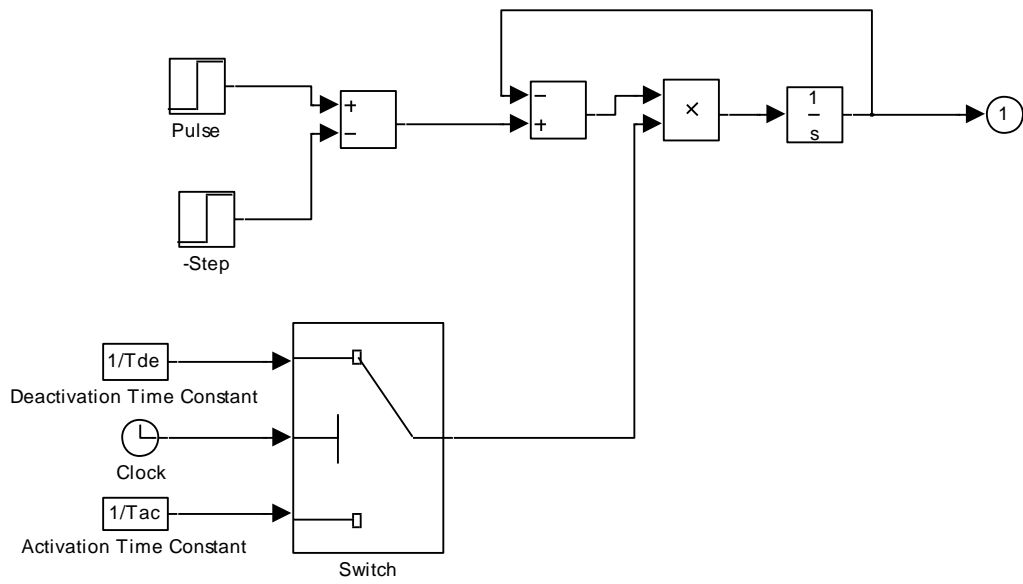 Pulse
+
−
-Step
−
+
×
1
s
1
1/Tde
Deactivation Time Constant
Clock
1/Tac
Activation Time Constant
Switch